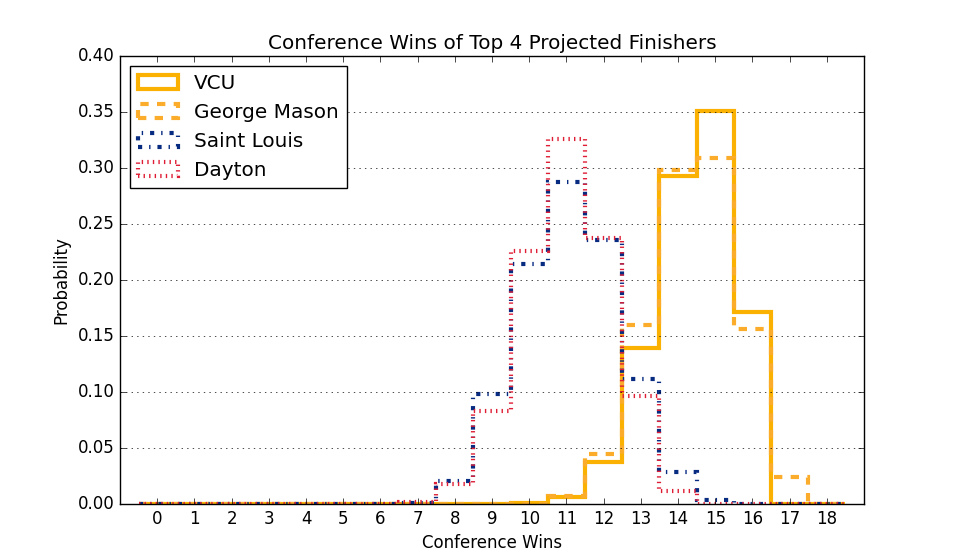 Conference Wins of Top 4 Projected Finishers
0.40
0.35
0.30
0.25
0.20
0.15
0.10
0.05
0.00
Probability
VCU
George Mason
Saint Louis
Dayton
0 1 2 3 4 5 6 7 8 9 10 11 12 13 14 15 16 17 18
Conference Wins